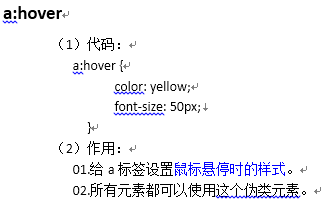 a:hover
（1）代码：
a:hover {
color: yellow;
font-size: 50px;
}
（2）作用：
01.给 a 标签设置鼠标悬停时的样式。
02.所有元素都可以使用这个伪类元素。